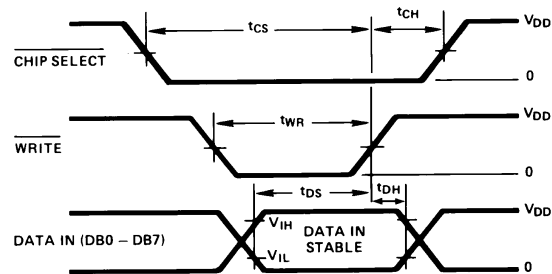 tCS
tCH
VDD
CHIP SELECT
0
VDD
tWR
WRITE
0
tDS
tDH
VDD
DATA IN (DB0 – DB7)
VIH
DATA IN
STABLE
VIL
0